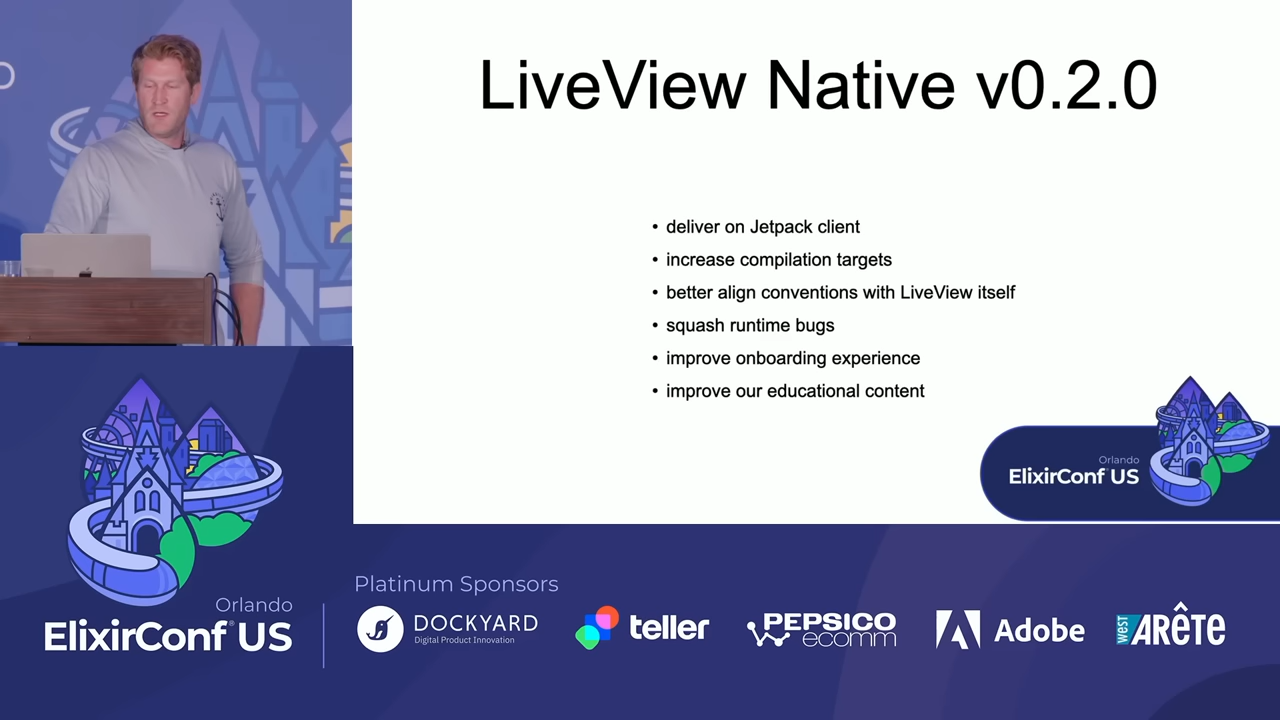 LiveView Native v0.2.0
• deliver on Jetpack client
• increase compilation targets
• better align conventions with LiveView itself
• squash runtime bugs
• improve onboarding experience
• improve our educational content
Orlando
ElixirConf US
Orlando
ElixirConf® US
Platinum Sponsors
DOCKYARD
Digital Product Innovation
teller
PEPSICO
ecomm
Adobe
west ARÊTE